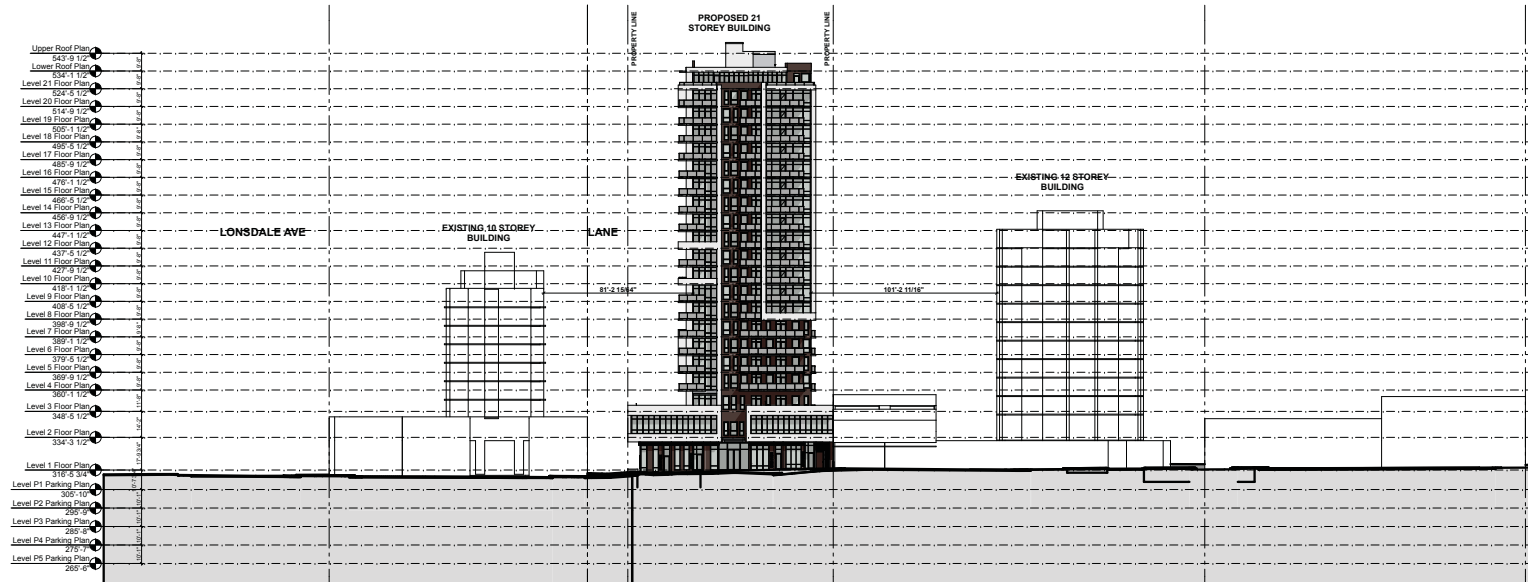 PROPOSED 21
STOREY BUILDING
PROPERTY LINE
PROPERTY LINE
Upper Roof Plan
543'-9 1/2"
Lower Roof Plan
534'-1 1/2"
Level 21 Floor Plan
524'-5 1/2"
Level 20 Floor Plan
514'-9 1/2"
Level 19 Floor Plan
505'-1 1/2"
Level 18 Floor Plan
495'-5 1/2"
Level 17 Floor Plan
485'-9 1/2"
Level 16 Floor Plan
476'-1 1/2"
Level 15 Floor Plan
466'-5 1/2"
Level 14 Floor Plan
456'-9 1/2"
Level 13 Floor Plan
447'-1 1/2"
Level 12 Floor Plan
437'-5 1/2"
Level 11 Floor Plan
427'-9 1/2"
Level 10 Floor Plan
418'-1 1/2"
Level 9 Floor Plan
408'-5 1/2"
Level 8 Floor Plan
398'-9 1/2"
Level 7 Floor Plan
389'-1 1/2"
Level 6 Floor Plan
379'-5 1/2"
Level 5 Floor Plan
369'-9 1/2"
Level 4 Floor Plan
360'-1 1/2"
Level 3 Floor Plan
348'-5 1/2"
Level 2 Floor Plan
334'-3 1/2"
Level 1 Floor Plan
316'-5 3/4"
Level P1 Parking Plan
305'-10"
Level P2 Parking Plan
295'-9"
Level P3 Parking Plan
285'-8"
Level P4 Parking Plan
275'-7"
Level P5 Parking Plan
265'-6"
LONSDALE AVE
EXISTING 10 STOREY
BUILDING
LANE
EXISTING 12 STOREY
BUILDING
81'-2 15/64"
101'-2 11/16"